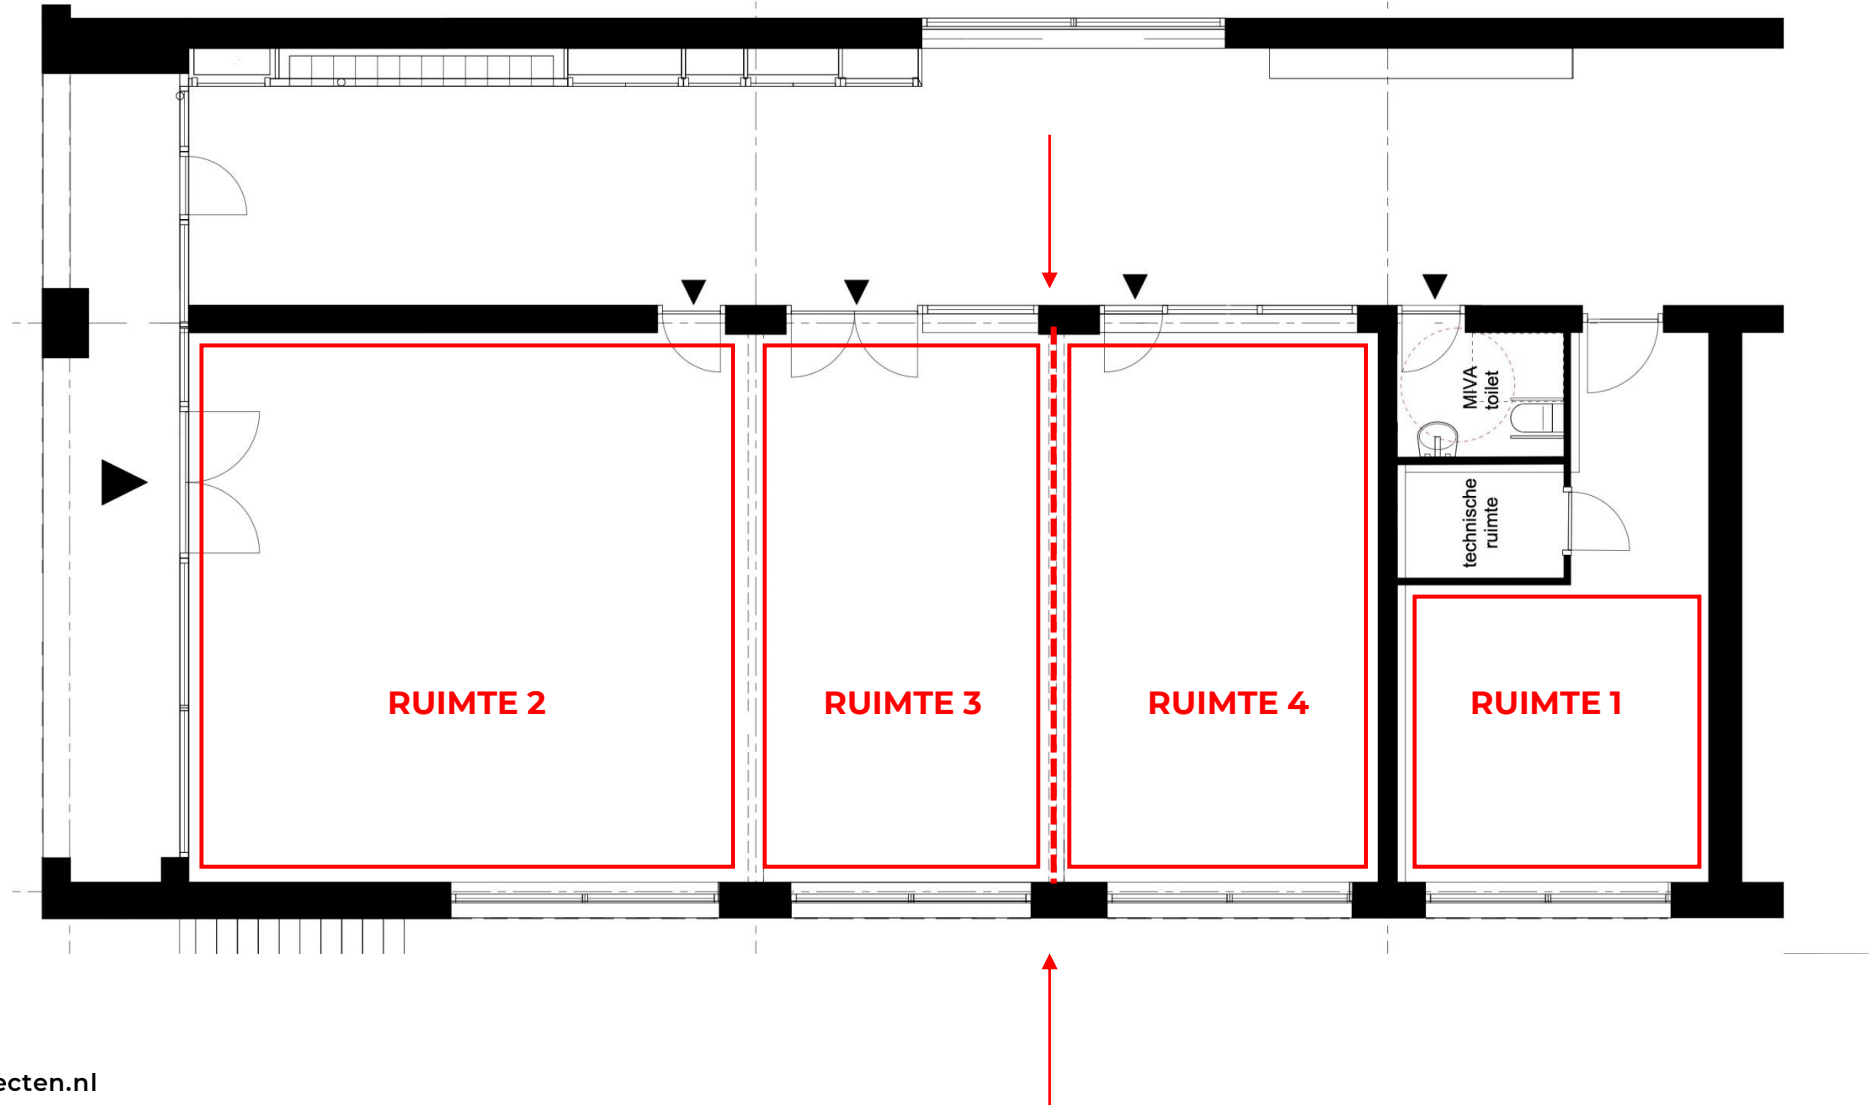 MIVA
toilet
technische
ruimte
RUIMTE 2
RUIMTE 3
RUIMTE 4
RUIMTE 1
ecten.nl